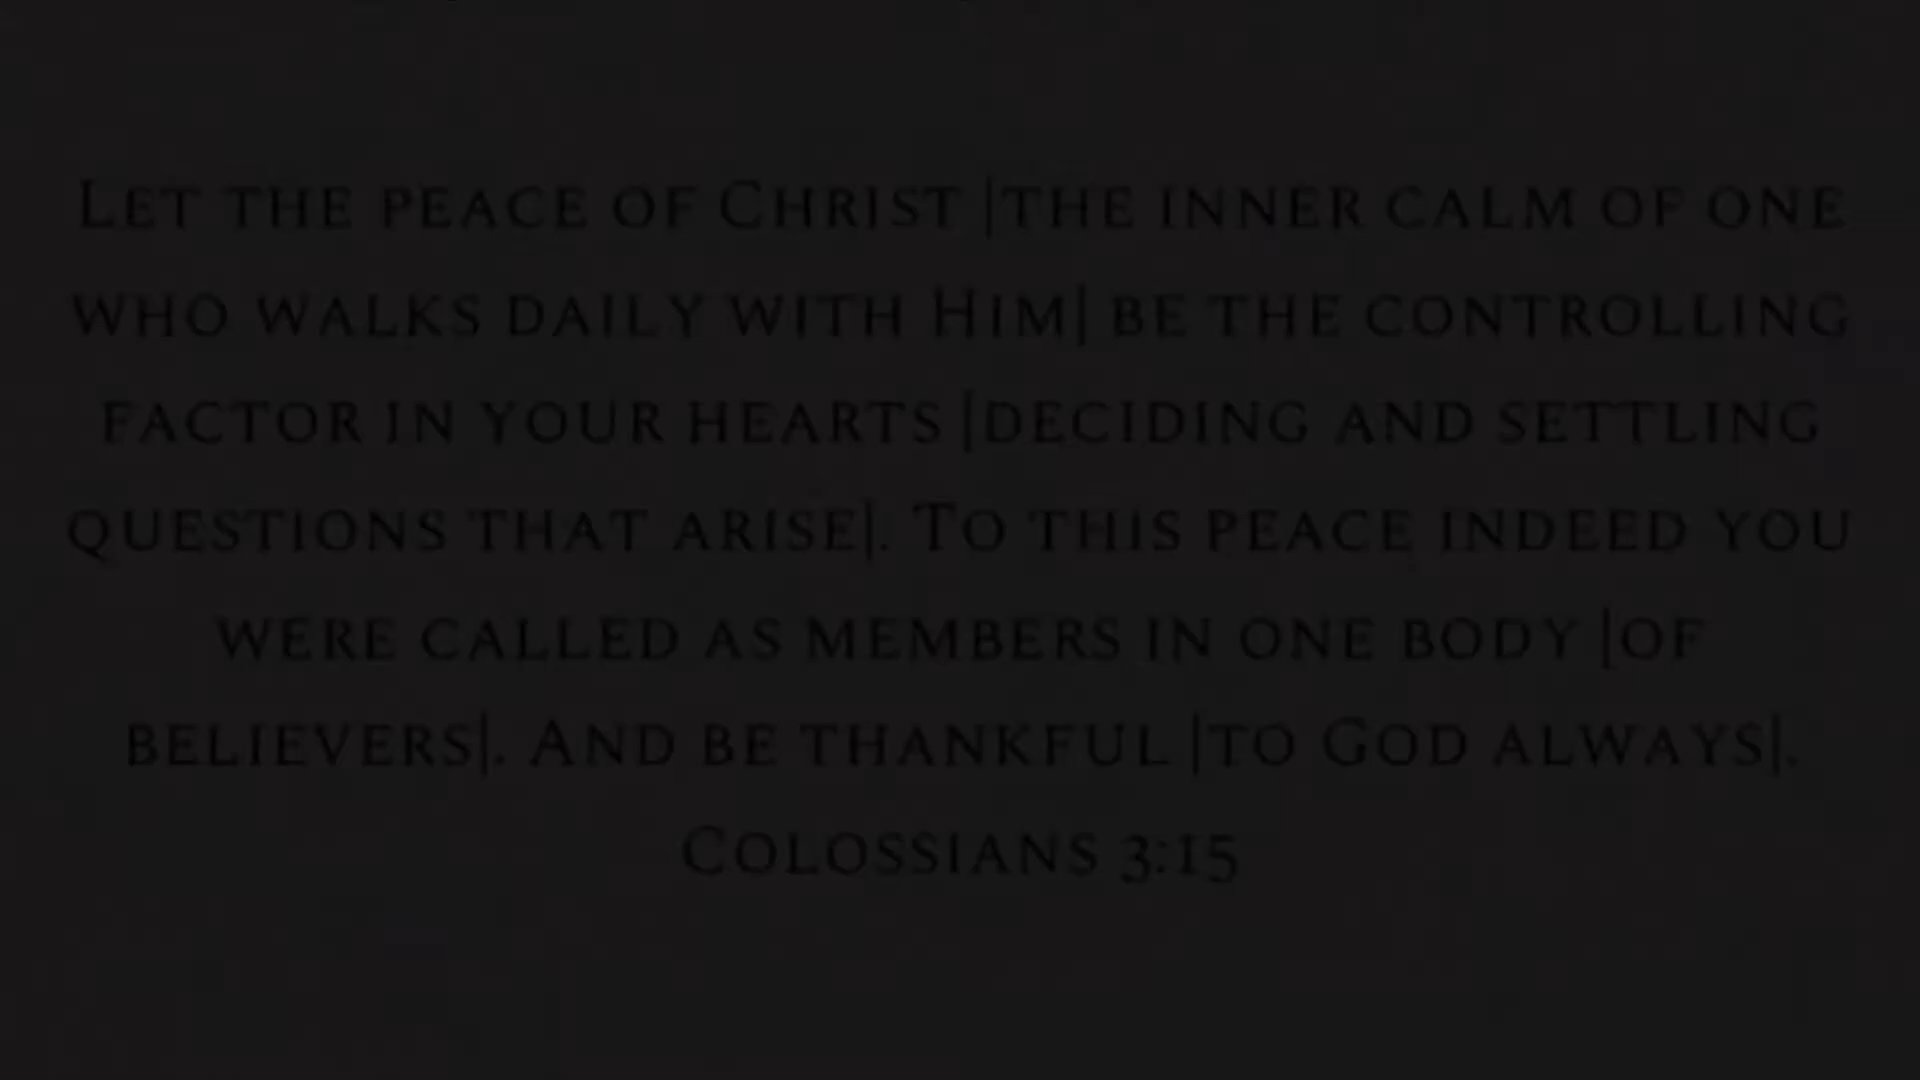 Let the peace of Christ |the inner calm of one
who walks daily with Him| be the controlling
factor in your hearts |deciding and settling
questions that arise|. To this peace indeed you
were called as members in one body |of
believers|. And be thankful |to God always|.
Colossians 3:15